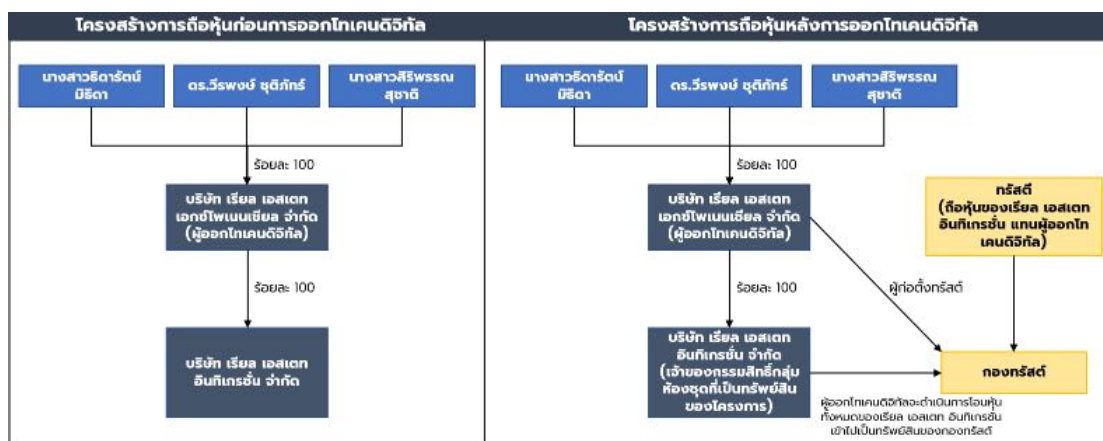 โครงสร้างการถือหุ้นก่อนการออกโทเคนดิจิทัล
นางสาวธิดารัตน์
มิธิดา
ดร.วีรพงษ์ ชุติภัทร์
นางสาวสิริพรรณ
สุชาติ
ร้อยละ 100
บริษัท เรียล เอสเตท
เอกซ์โพเนนเชียล จำกัด
(ผู้ออกโทเคนดิจิทัล)
ร้อยละ 100
บริษัท เรียล เอสเตท
อินทิเกรชั่น จำกัด
โครงสร้างการถือหุ้นหลังการออกโทเคนดิจิทัล
นางสาวธิดารัตน์
มิธิดา
ดร.วีรพงษ์ ชุติภัทร์
นางสาวสิริพรรณ
สุชาติ
ร้อยละ 100
บริษัท เรียล เอสเตท
เอกซ์โพเนนเชียล จำกัด
(ผู้ออกโทเคนดิจิทัล)
ทรัสตี
(ถือหุ้นของเรียล เอสเตท
อินทิเกรชั่น แทนผู้ออกโท
เคนดิจิทัล)
ร้อยละ 100
ผู้ก่อตั้งทรัสต์
บริษัท เรียล เอสเตท
อินทิเกรชั่น จำกัด
(เจ้าของกรรมสิทธิ์กลุ่ม
ห้องชุดที่เป็นทรัพย์สิน
ของโครงการ)
กองทรัสต์
ผู้ออกโทเคนดิจิทัลจะดำเนินการโอนหุ้น
ทั้งหมดของเรียล เอสเตท อินทิเกรชั่น
เข้าไปเป็นทรัพย์สินของกองทรัสต์